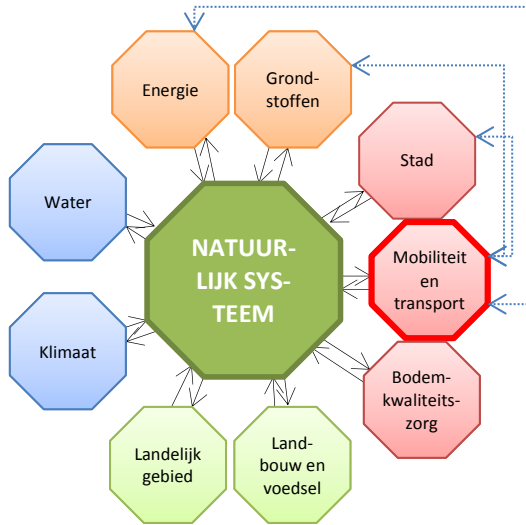 Energie
Grond-
stoffen
Stad
Water
NATUUR-
LIJK SYS-
TEEM
Mobiliteit
en
transport
Klimaat
Bodem-
kwaliteits-
zorg
Landelijk
gebied
Land-
bouw en
voedsel